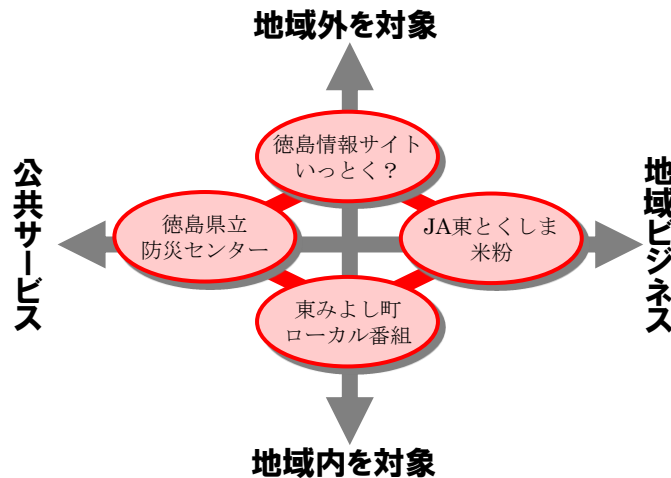 地域外を対象
徳島情報サイト
いっとく？
公共サービス
徳島県立
防災センター
JA東とくしま
米粉
地域ビジネス
東みよし町
ローカル番組
地域内を対象